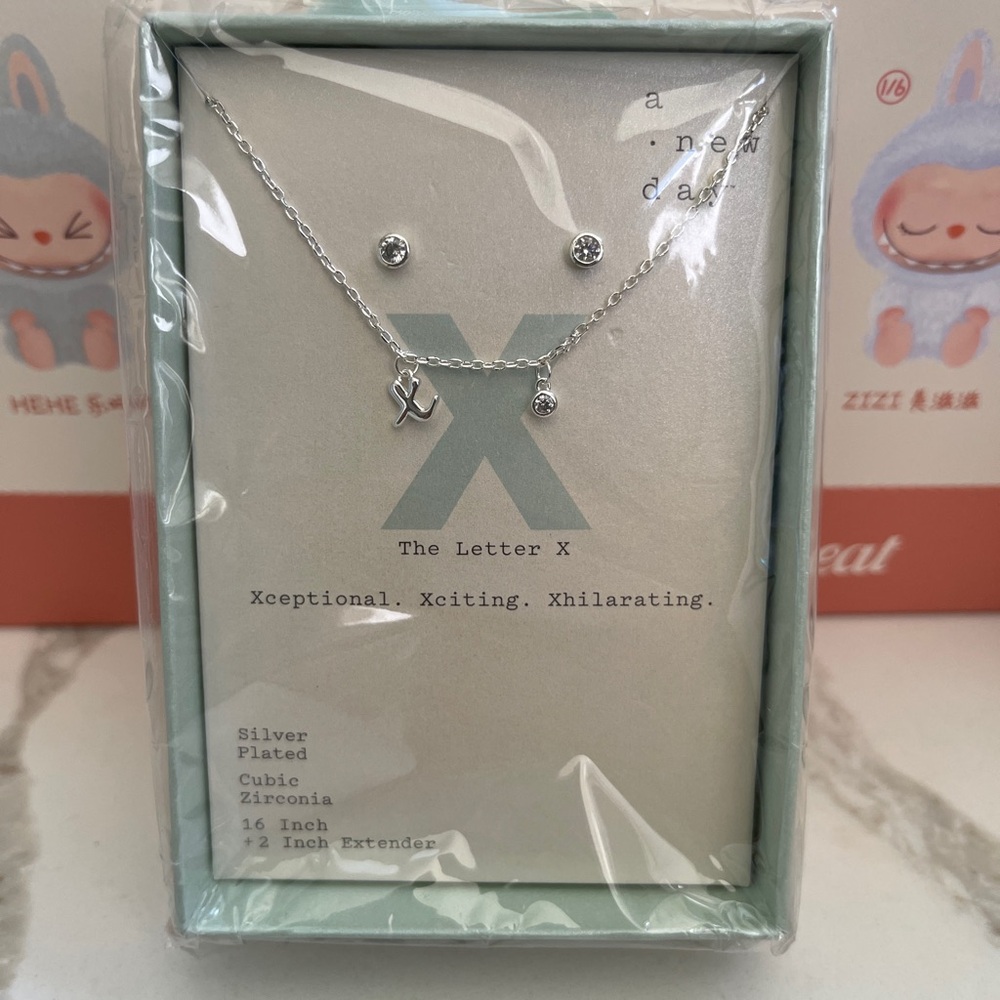 a
new
day
1/6
X
HEHE
ZIZI
The Letter X
eat
Xceptional. Xciting. Xhilarating.
Silver
Plated
Cubic
Zirconia
16 Inch
+2 Inch Extender